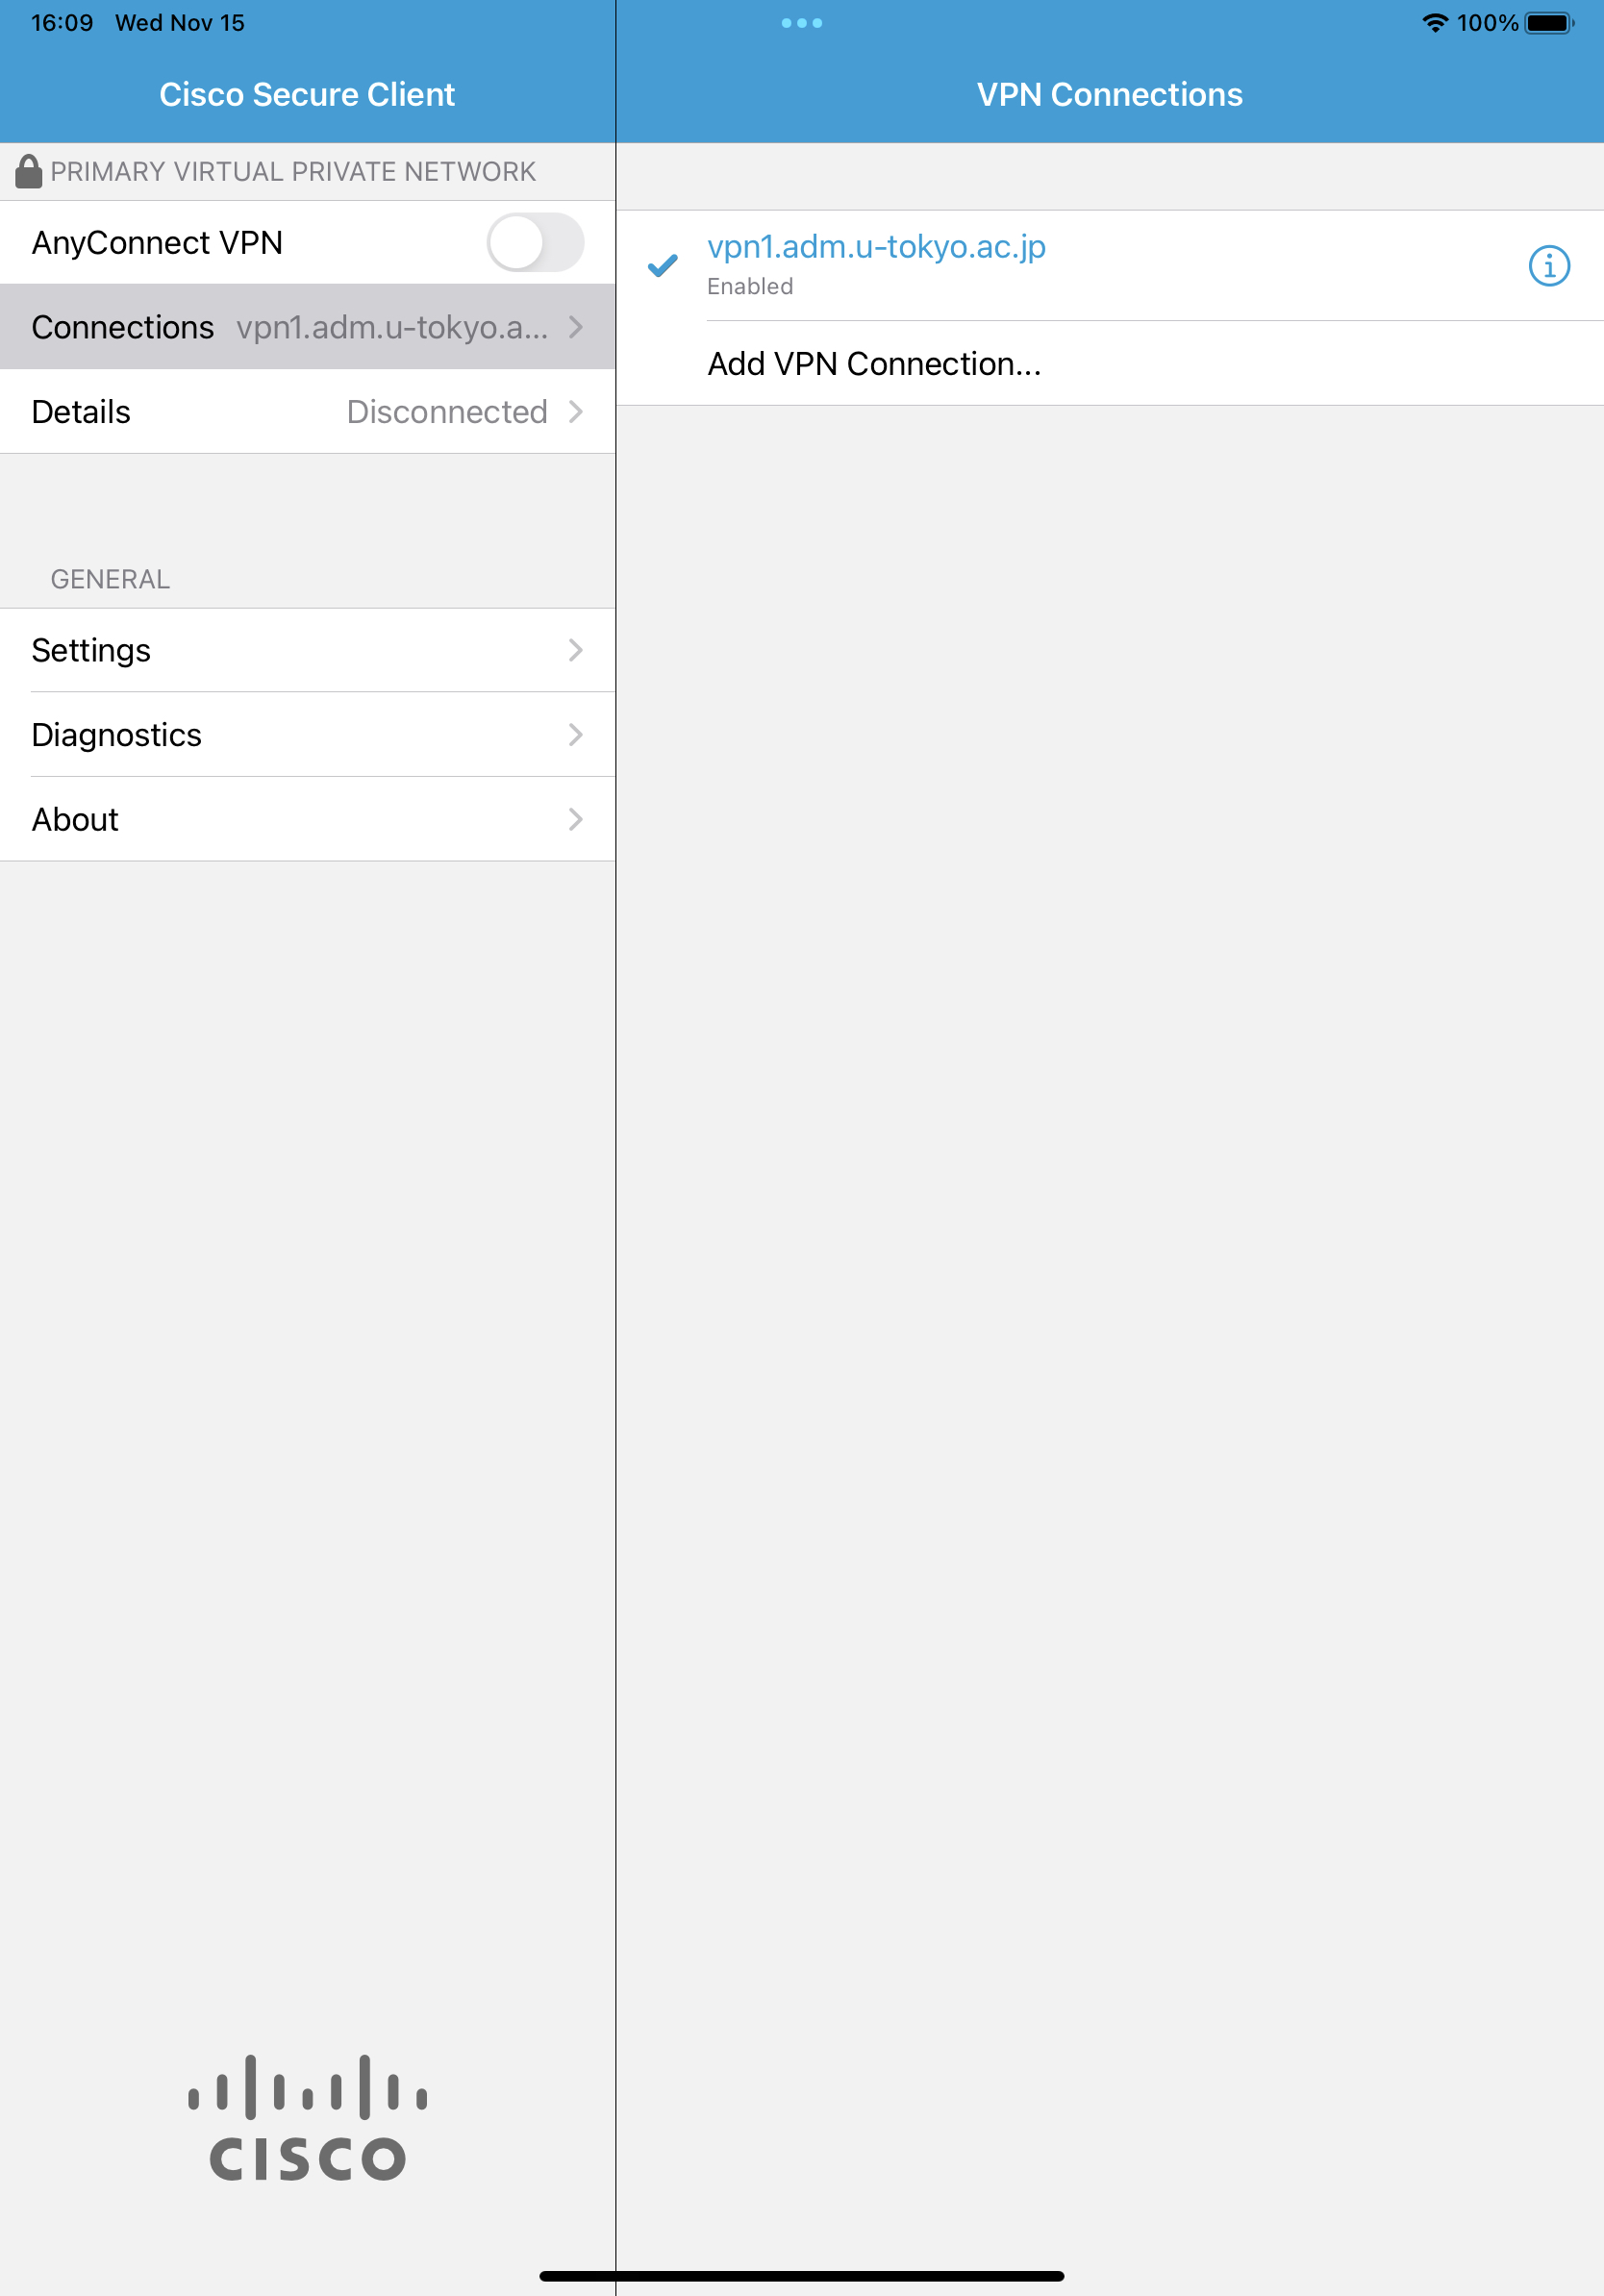 16:09 Wed Nov 15
100%
Cisco Secure Client
VPN Connections
PRIMARY VIRTUAL PRIVATE NETWORK
AnyConnect VPN
Connections vpn1.adm.u-tokyo.a...
Details Disconnected
GENERAL
Settings
Diagnostics
About
CISCO
vpn1.adm.u-tokyo.ac.jp
Enabled
Add VPN Connection...